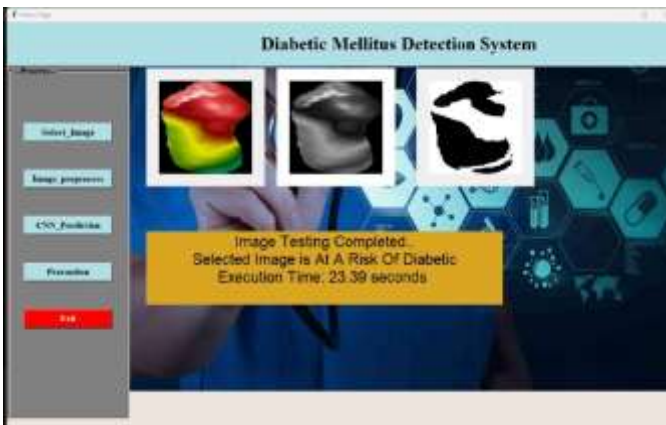 Diabetic Mellitus Detection System
Select_Image
Image_preprocess
CNN_Prediction
Precaution
Exit
Image Testing Completed..
Selected Image is At A Risk Of Diabetic
Execution Time: 23.39 seconds